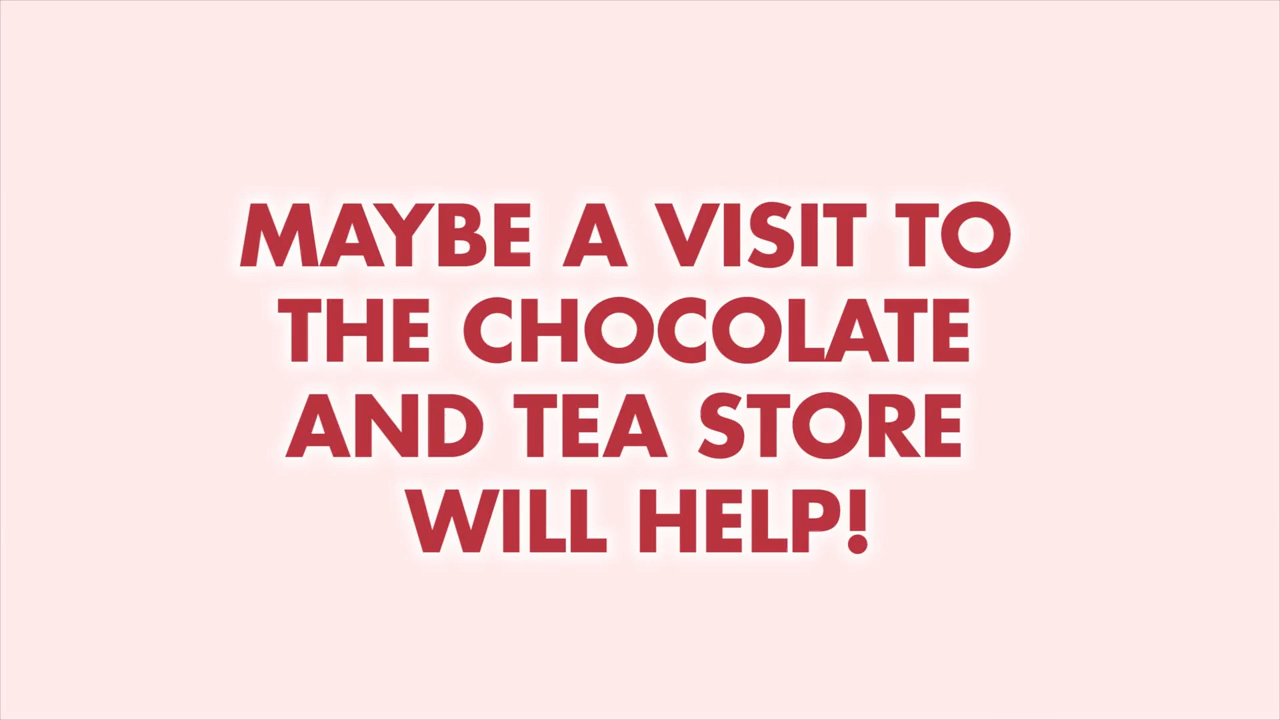 MAYBE A VISIT TO
THE CHOCOLATE
AND TEA STORE
WILL HELP!